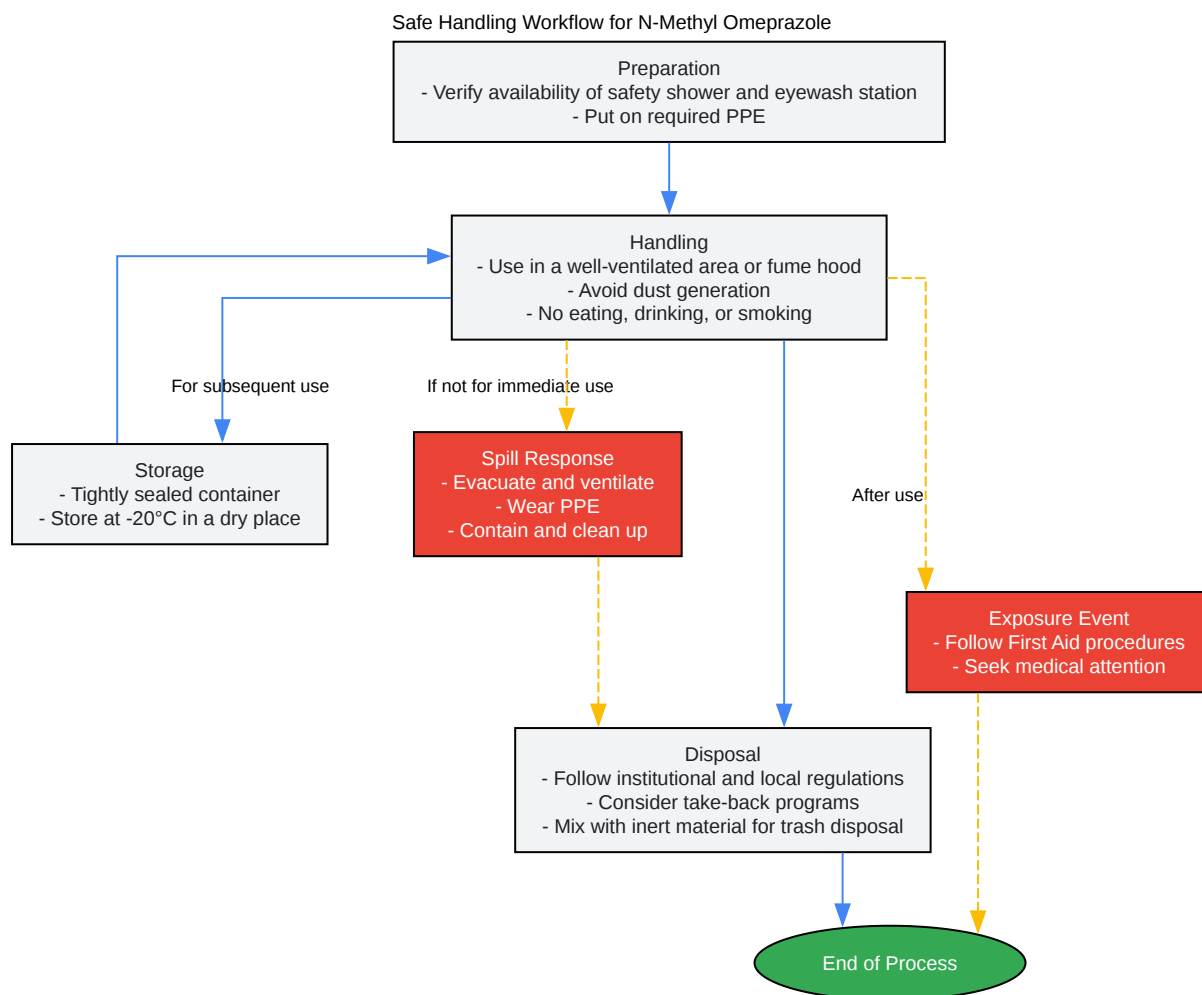 Safe Handling Workflow for N-Methyl Omeprazole
Preparation
- Verify availability of safety shower and eyewash station
- Put on required PPE
Handling
- Use in a well-ventilated area or fume hood
- Avoid dust generation
- No eating, drinking, or smoking
For subsequent use
If not for immediate use
Storage
- Tightly sealed container
- Store at -20°C in a dry place
Spill Response
- Evacuate and ventilate
- Wear PPE
- Contain and clean up
After use
Exposure Event
- Follow First Aid procedures
- Seek medical attention
Disposal
- Follow institutional and local regulations
- Consider take-back programs
- Mix with inert material for trash disposal
End of Process